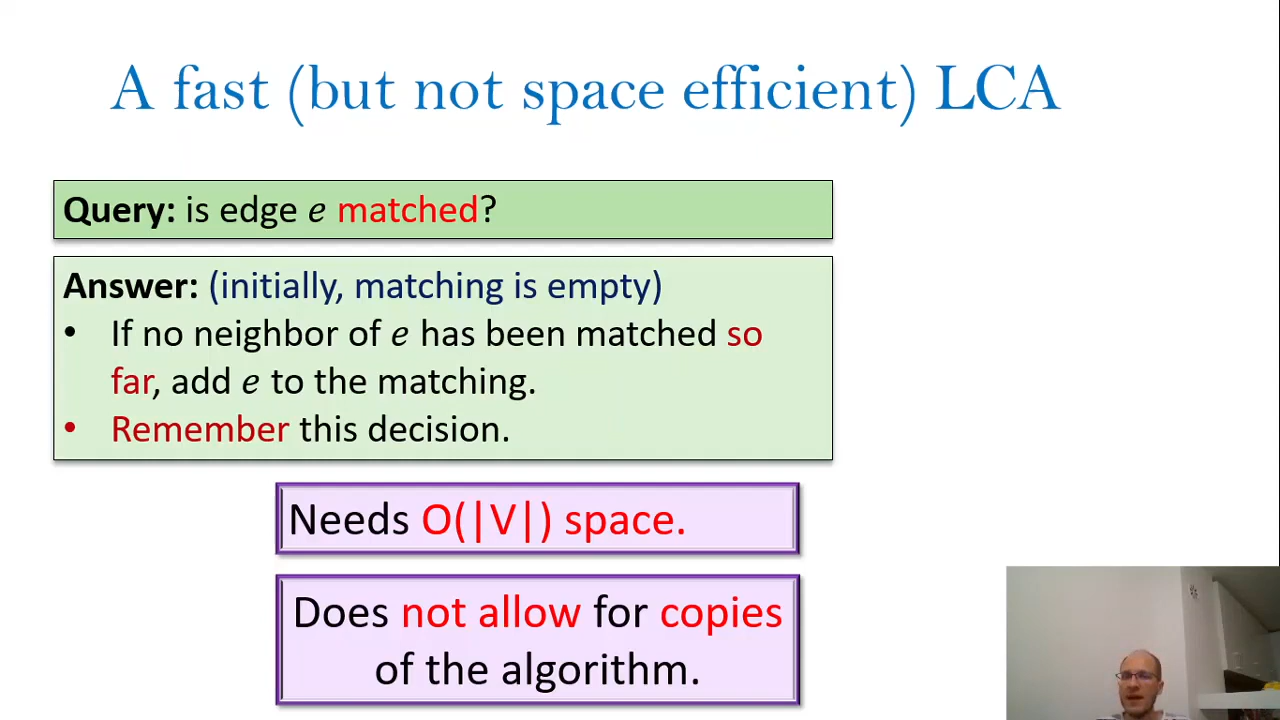 A fast (but not space efficient) LCA
Query: is edge e matched?
Answer: (initially, matching is empty)
• If no neighbor of e has been matched so
far, add e to the matching.
• Remember this decision.
Needs O(|V|) space.
Does not allow for copies
of the algorithm.